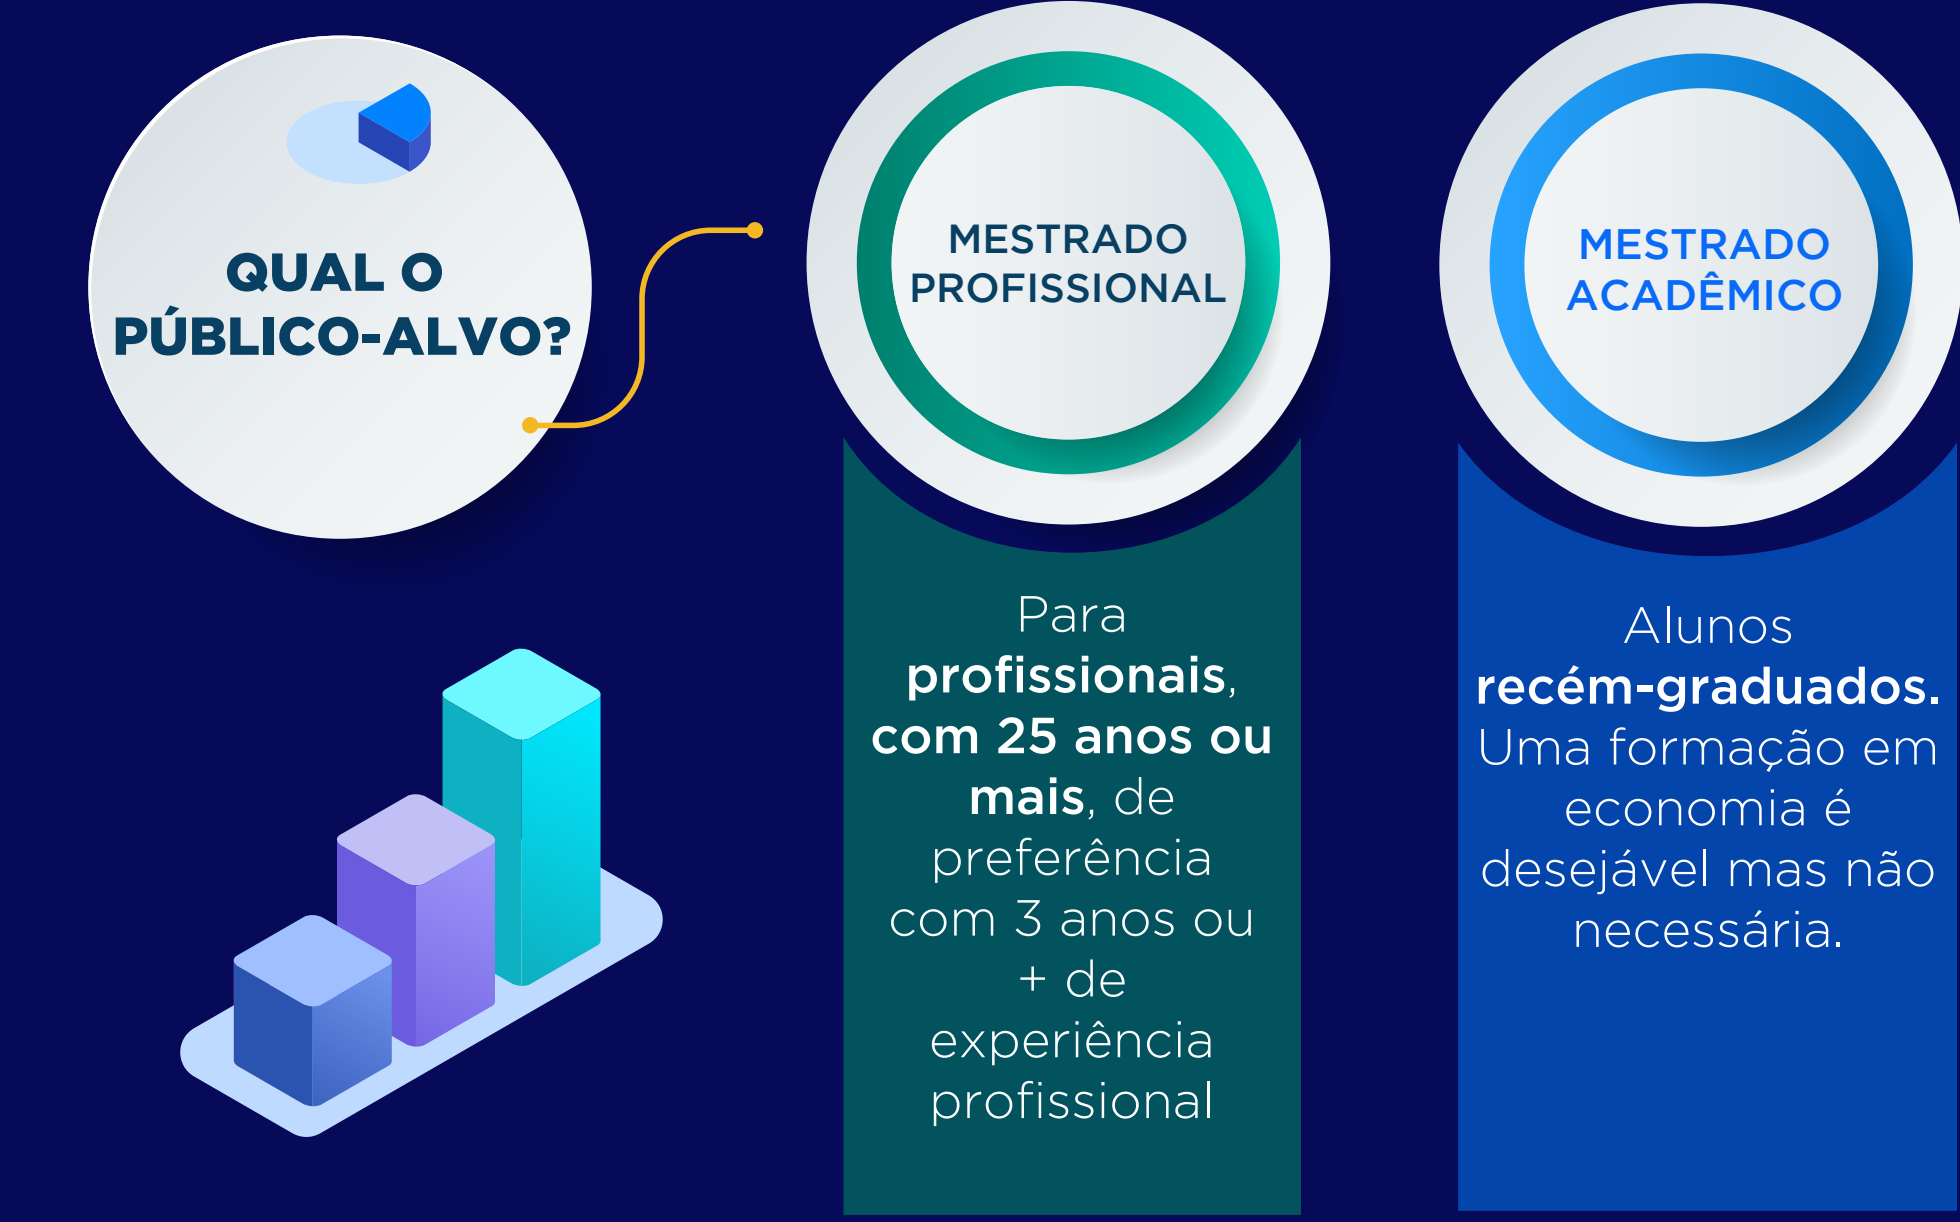 QUAL O
PÚBLICO-ALVO?
MESTRADO
PROFISSIONAL
Para
profissionais,
com 25 anos ou
mais, de
preferência
com 3 anos ou
+ de
experiência
profissional
MESTRADO
ACADÊMICO
Alunos
recém-graduados.
Uma formação em
economia é
desejável mas não
necessária.